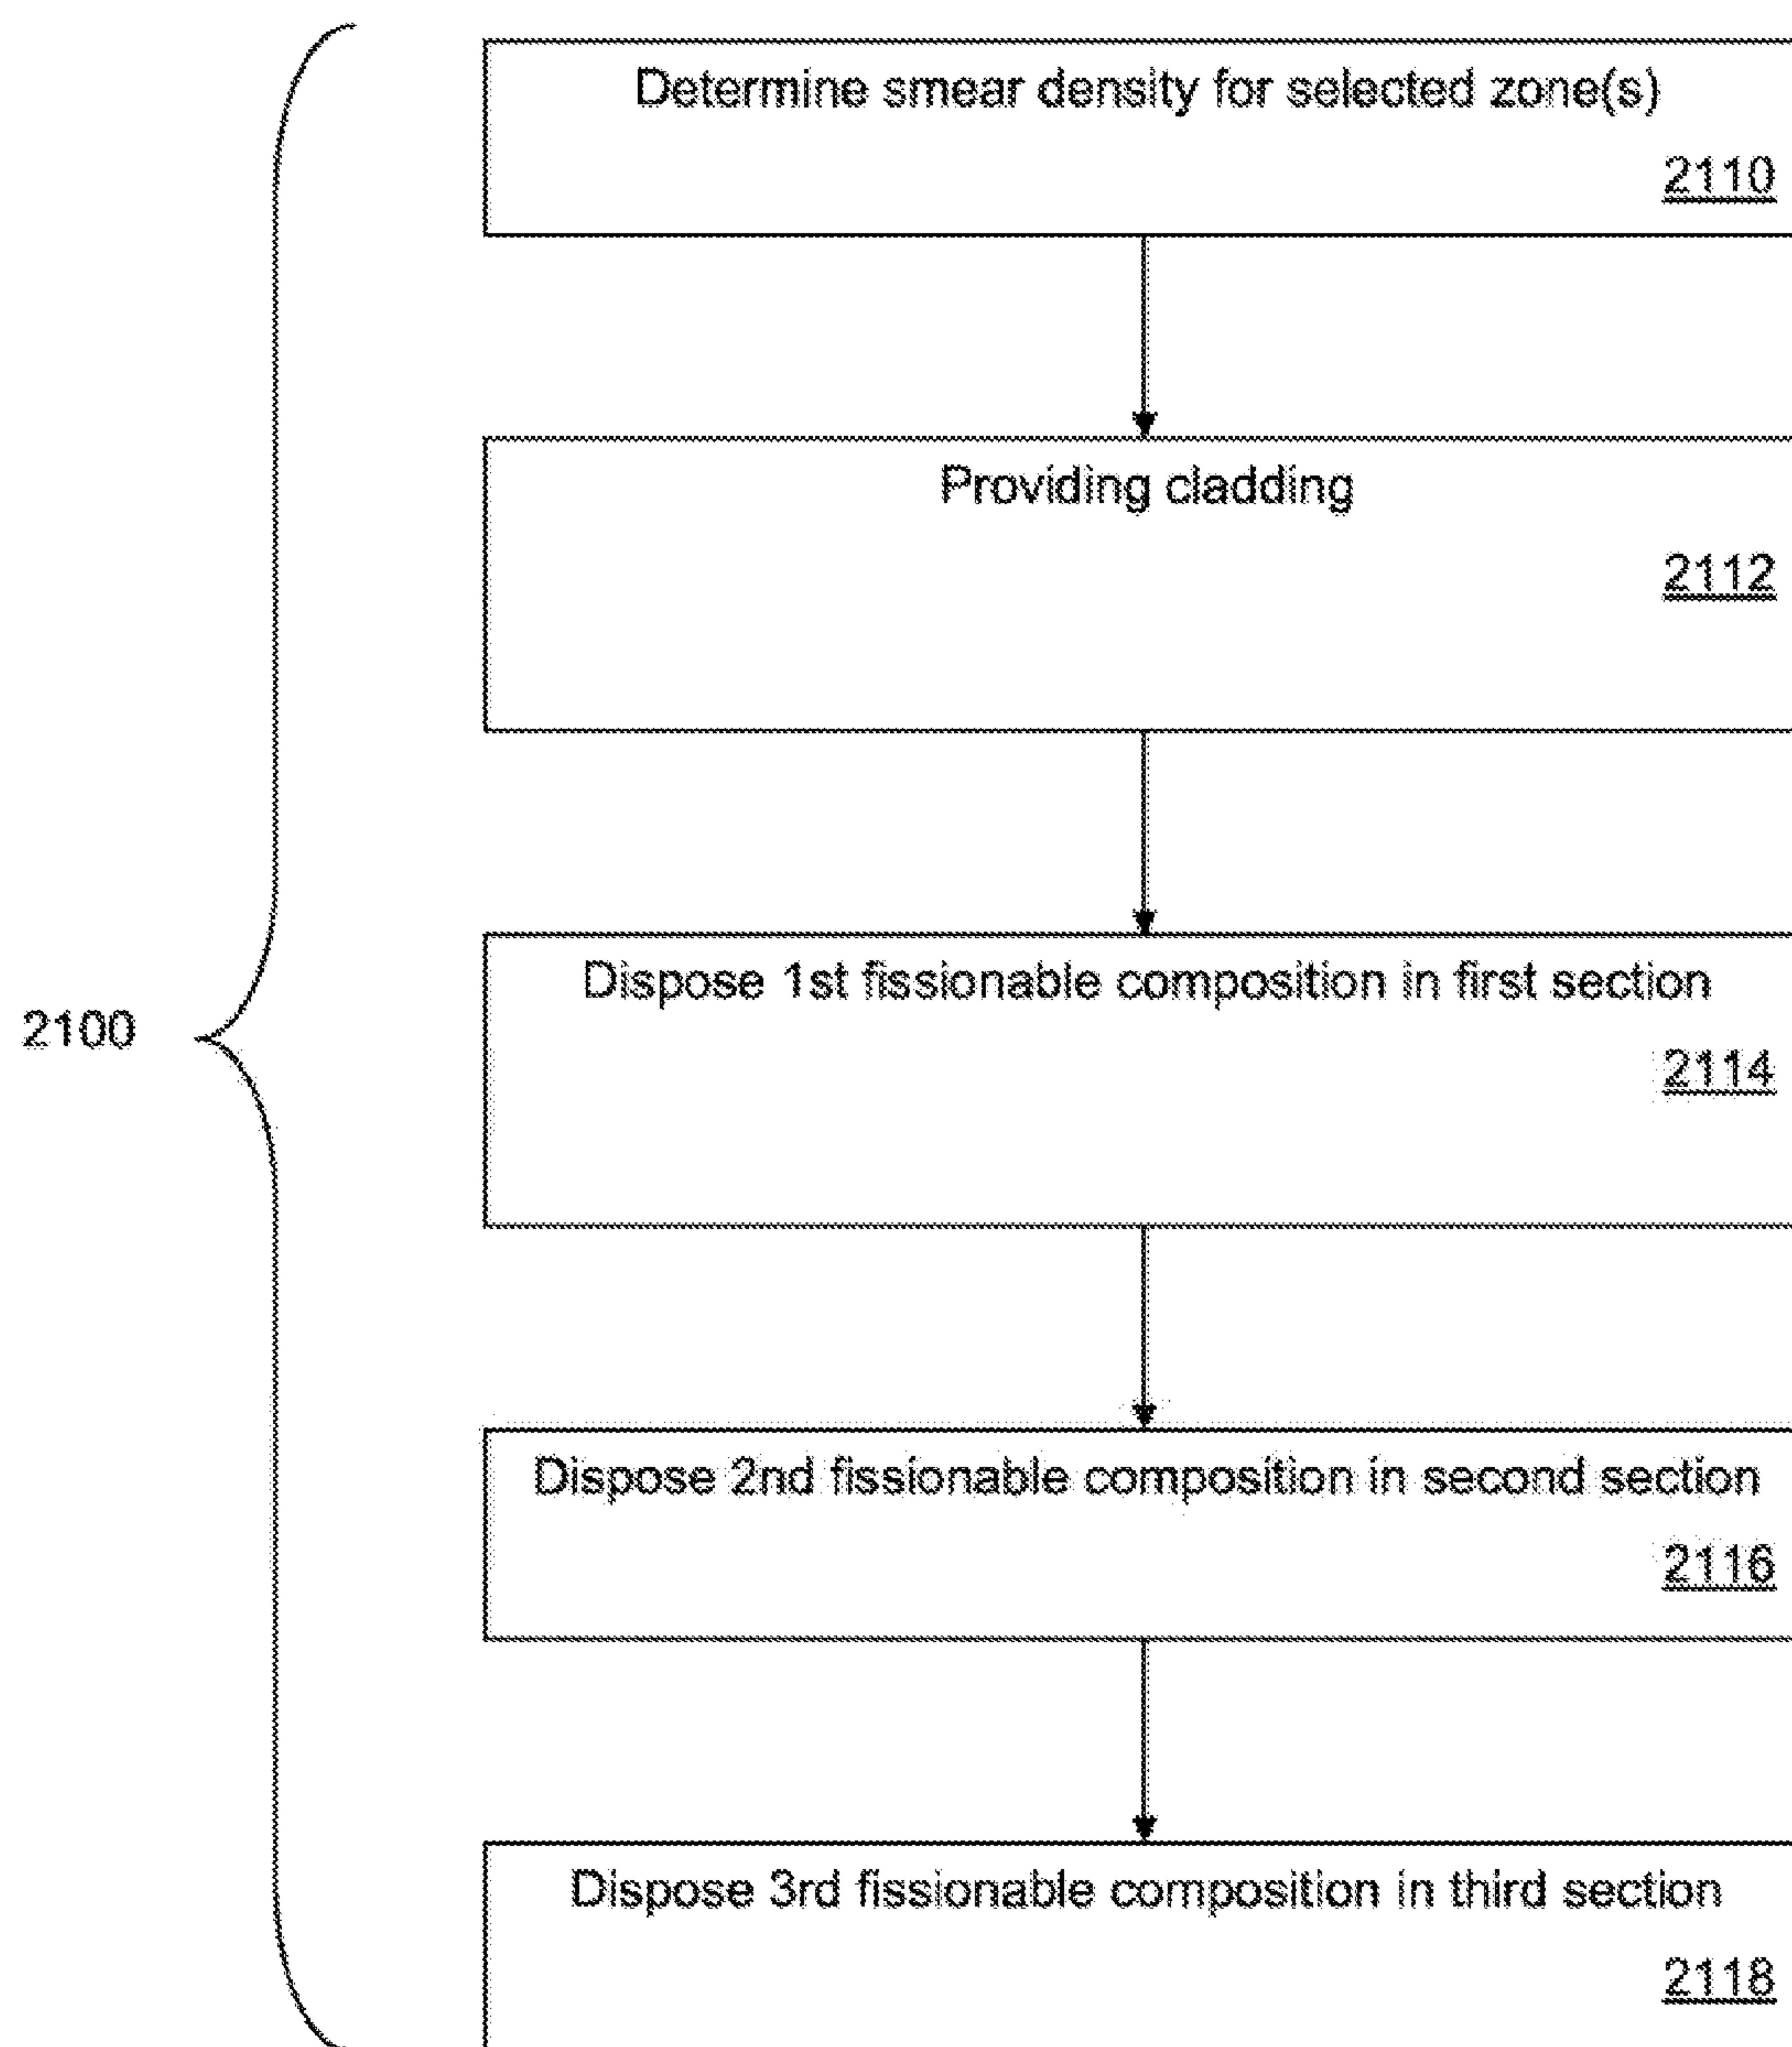 Determine smear density for selected zone(s)
2110
Providing cladding
2112
Dispose 1st fissionable composition in first section
2114
2100
Dispose 2nd fissionable composition in second section
2116
Dispose 3rd fissionable composition in third section
2118